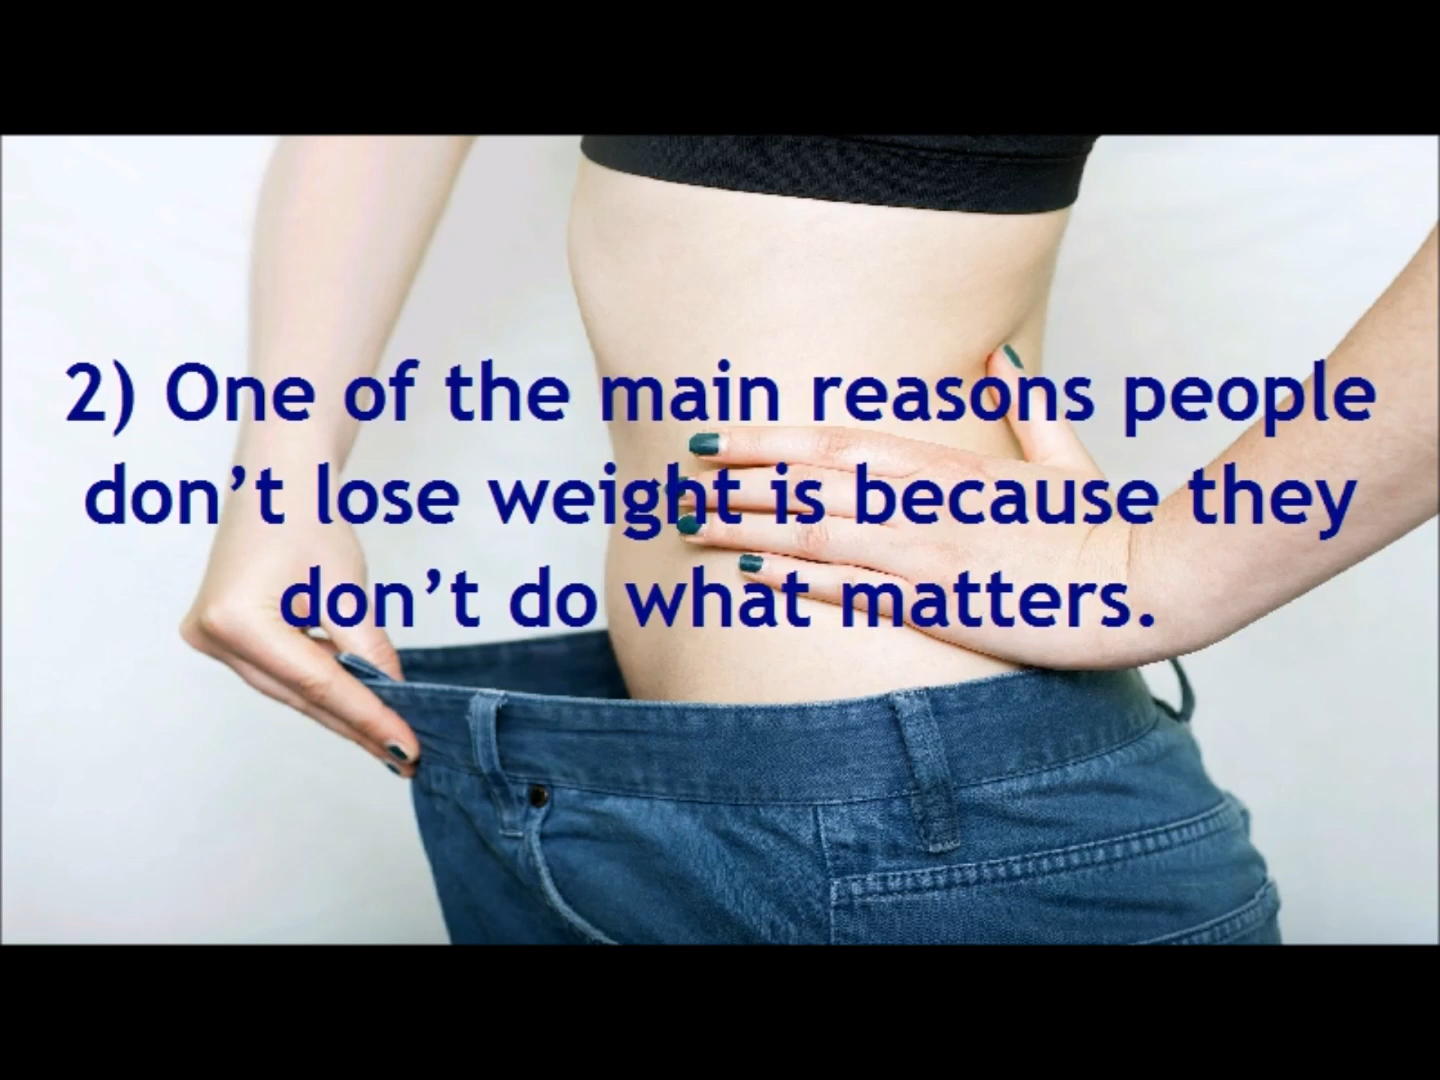 2) One of the main reasons people
don’t lose weight is because they
don’t do what matters.